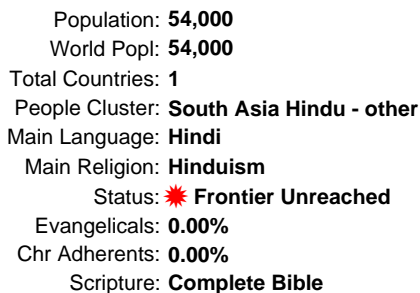 Population: 54,000
World Popl: 54,000
Total Countries: 1
People Cluster: South Asia Hindu - other
Main Language: Hindi
Main Religion: Hinduism
Status: Frontier Unreached
Evangelicals: 0.00%
Chr Adherents: 0.00%
Scripture: Complete Bible